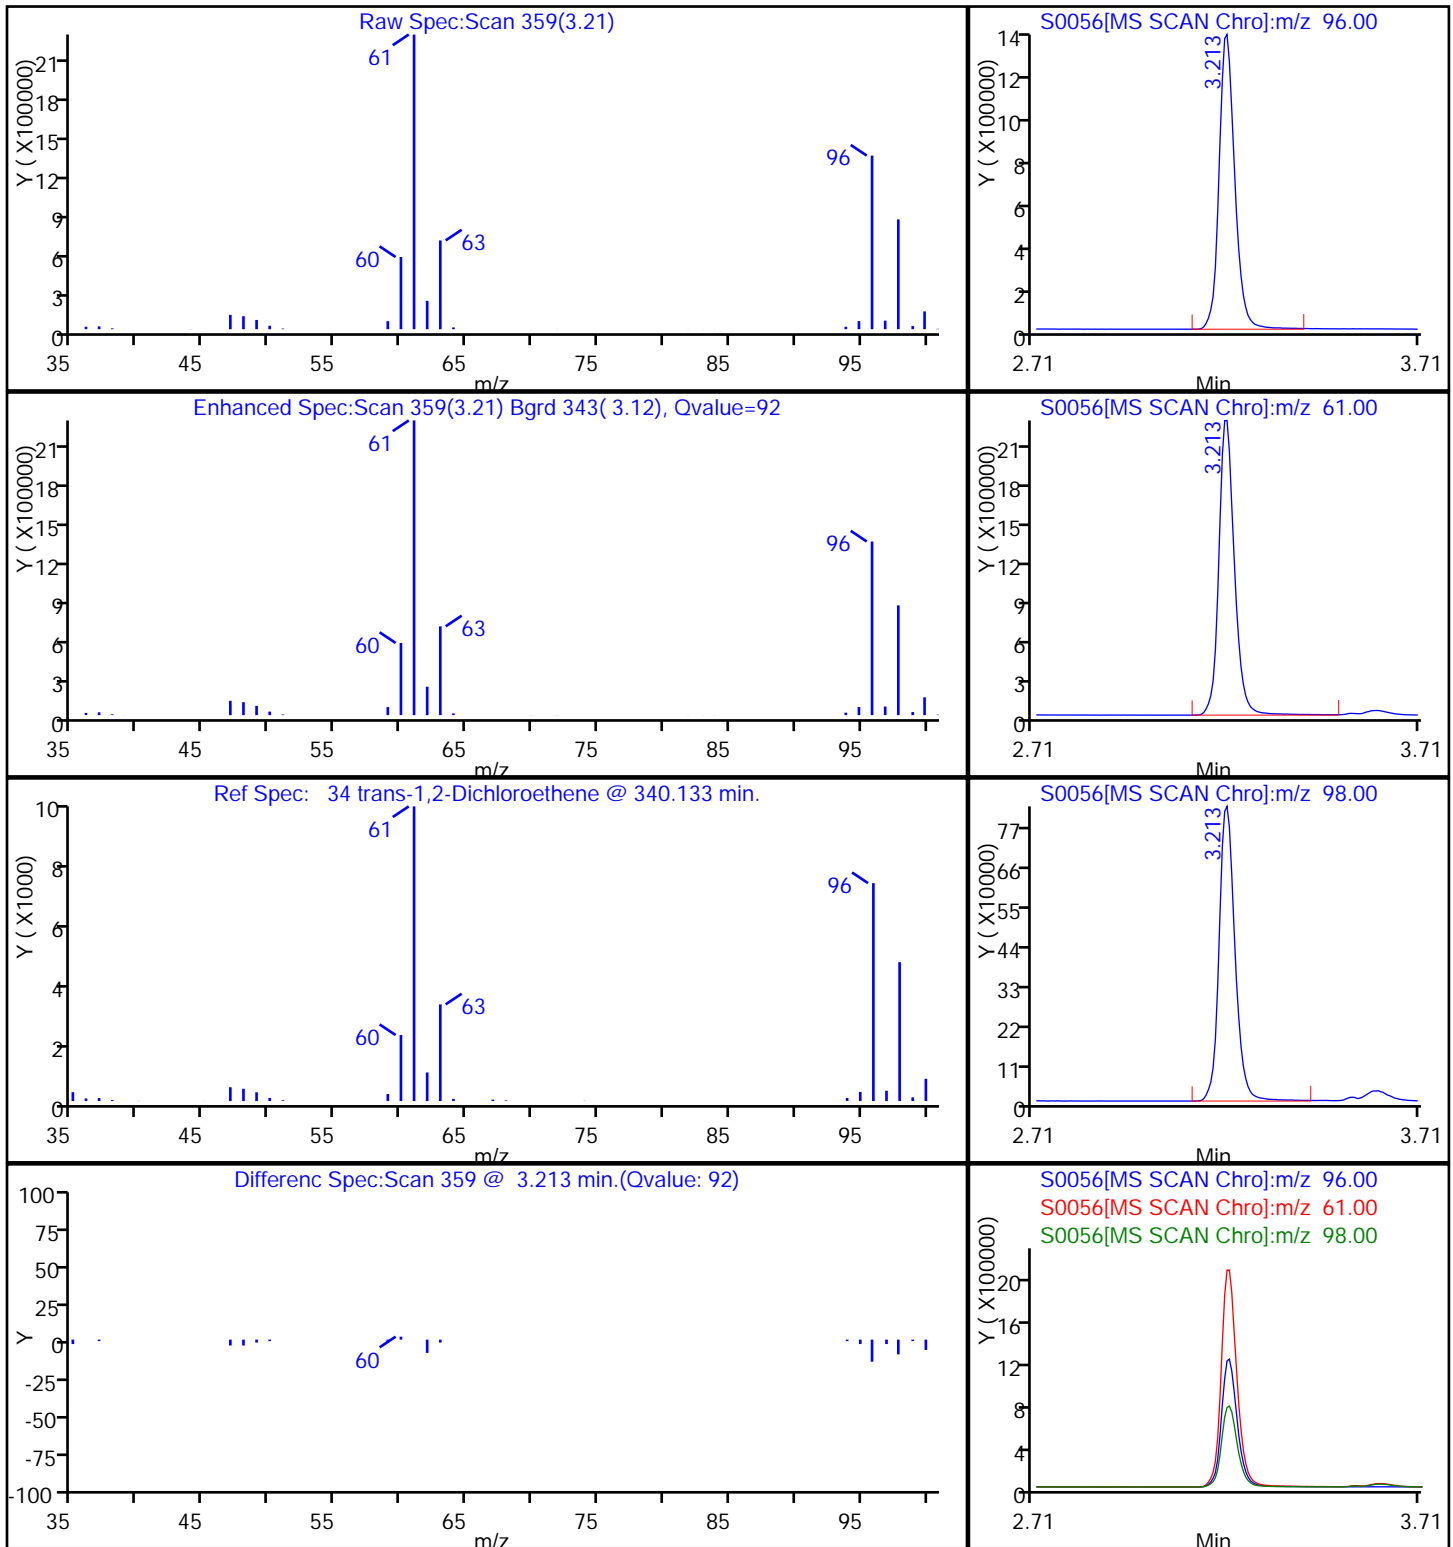 Raw Spec:Scan 359(3.21)
Y ( X100000)
21
18
15
12
9
6
3
0
61
60
63
96
35 45 55 65 75 85 95
m/z
S0056[MS SCAN Chro]:m/z 96.00
Y ( X100000)
14
12
10
8
6
4
2
0
3.213
2.71 3.71
Min
Enhanced Spec:Scan 359(3.21) Bgrd 343( 3.12), Qvalue=92
Y ( X100000)
21
18
15
12
9
6
3
0
61
60
63
96
35 45 55 65 75 85 95
m/z
S0056[MS SCAN Chro]:m/z 61.00
Y ( X100000)
21
18
15
12
9
6
3
0
3.213
2.71 3.71
Min
Ref Spec: 34 trans-1,2-Dichloroethene @ 340.133 min.
Y ( X1000)
10
8
6
4
2
0
61
60
63
96
35 45 55 65 75 85 95
m/z
S0056[MS SCAN Chro]:m/z 98.00
Y ( X10000)
77
66
55
44
33
22
11
0
3.213
2.71 3.71
Min
Differenc Spec:Scan 359 @ 3.213 min.(Qvalue: 92)
Y
100
75
50
25
0
-25
-50
-75
-100
60
35 45 55 65 75 85 95
m/z
S0056[MS SCAN Chro]:m/z 96.00
S0056[MS SCAN Chro]:m/z 61.00
S0056[MS SCAN Chro]:m/z 98.00
Y ( X100000)
20
16
12
8
4
0
2.71 3.71
Min